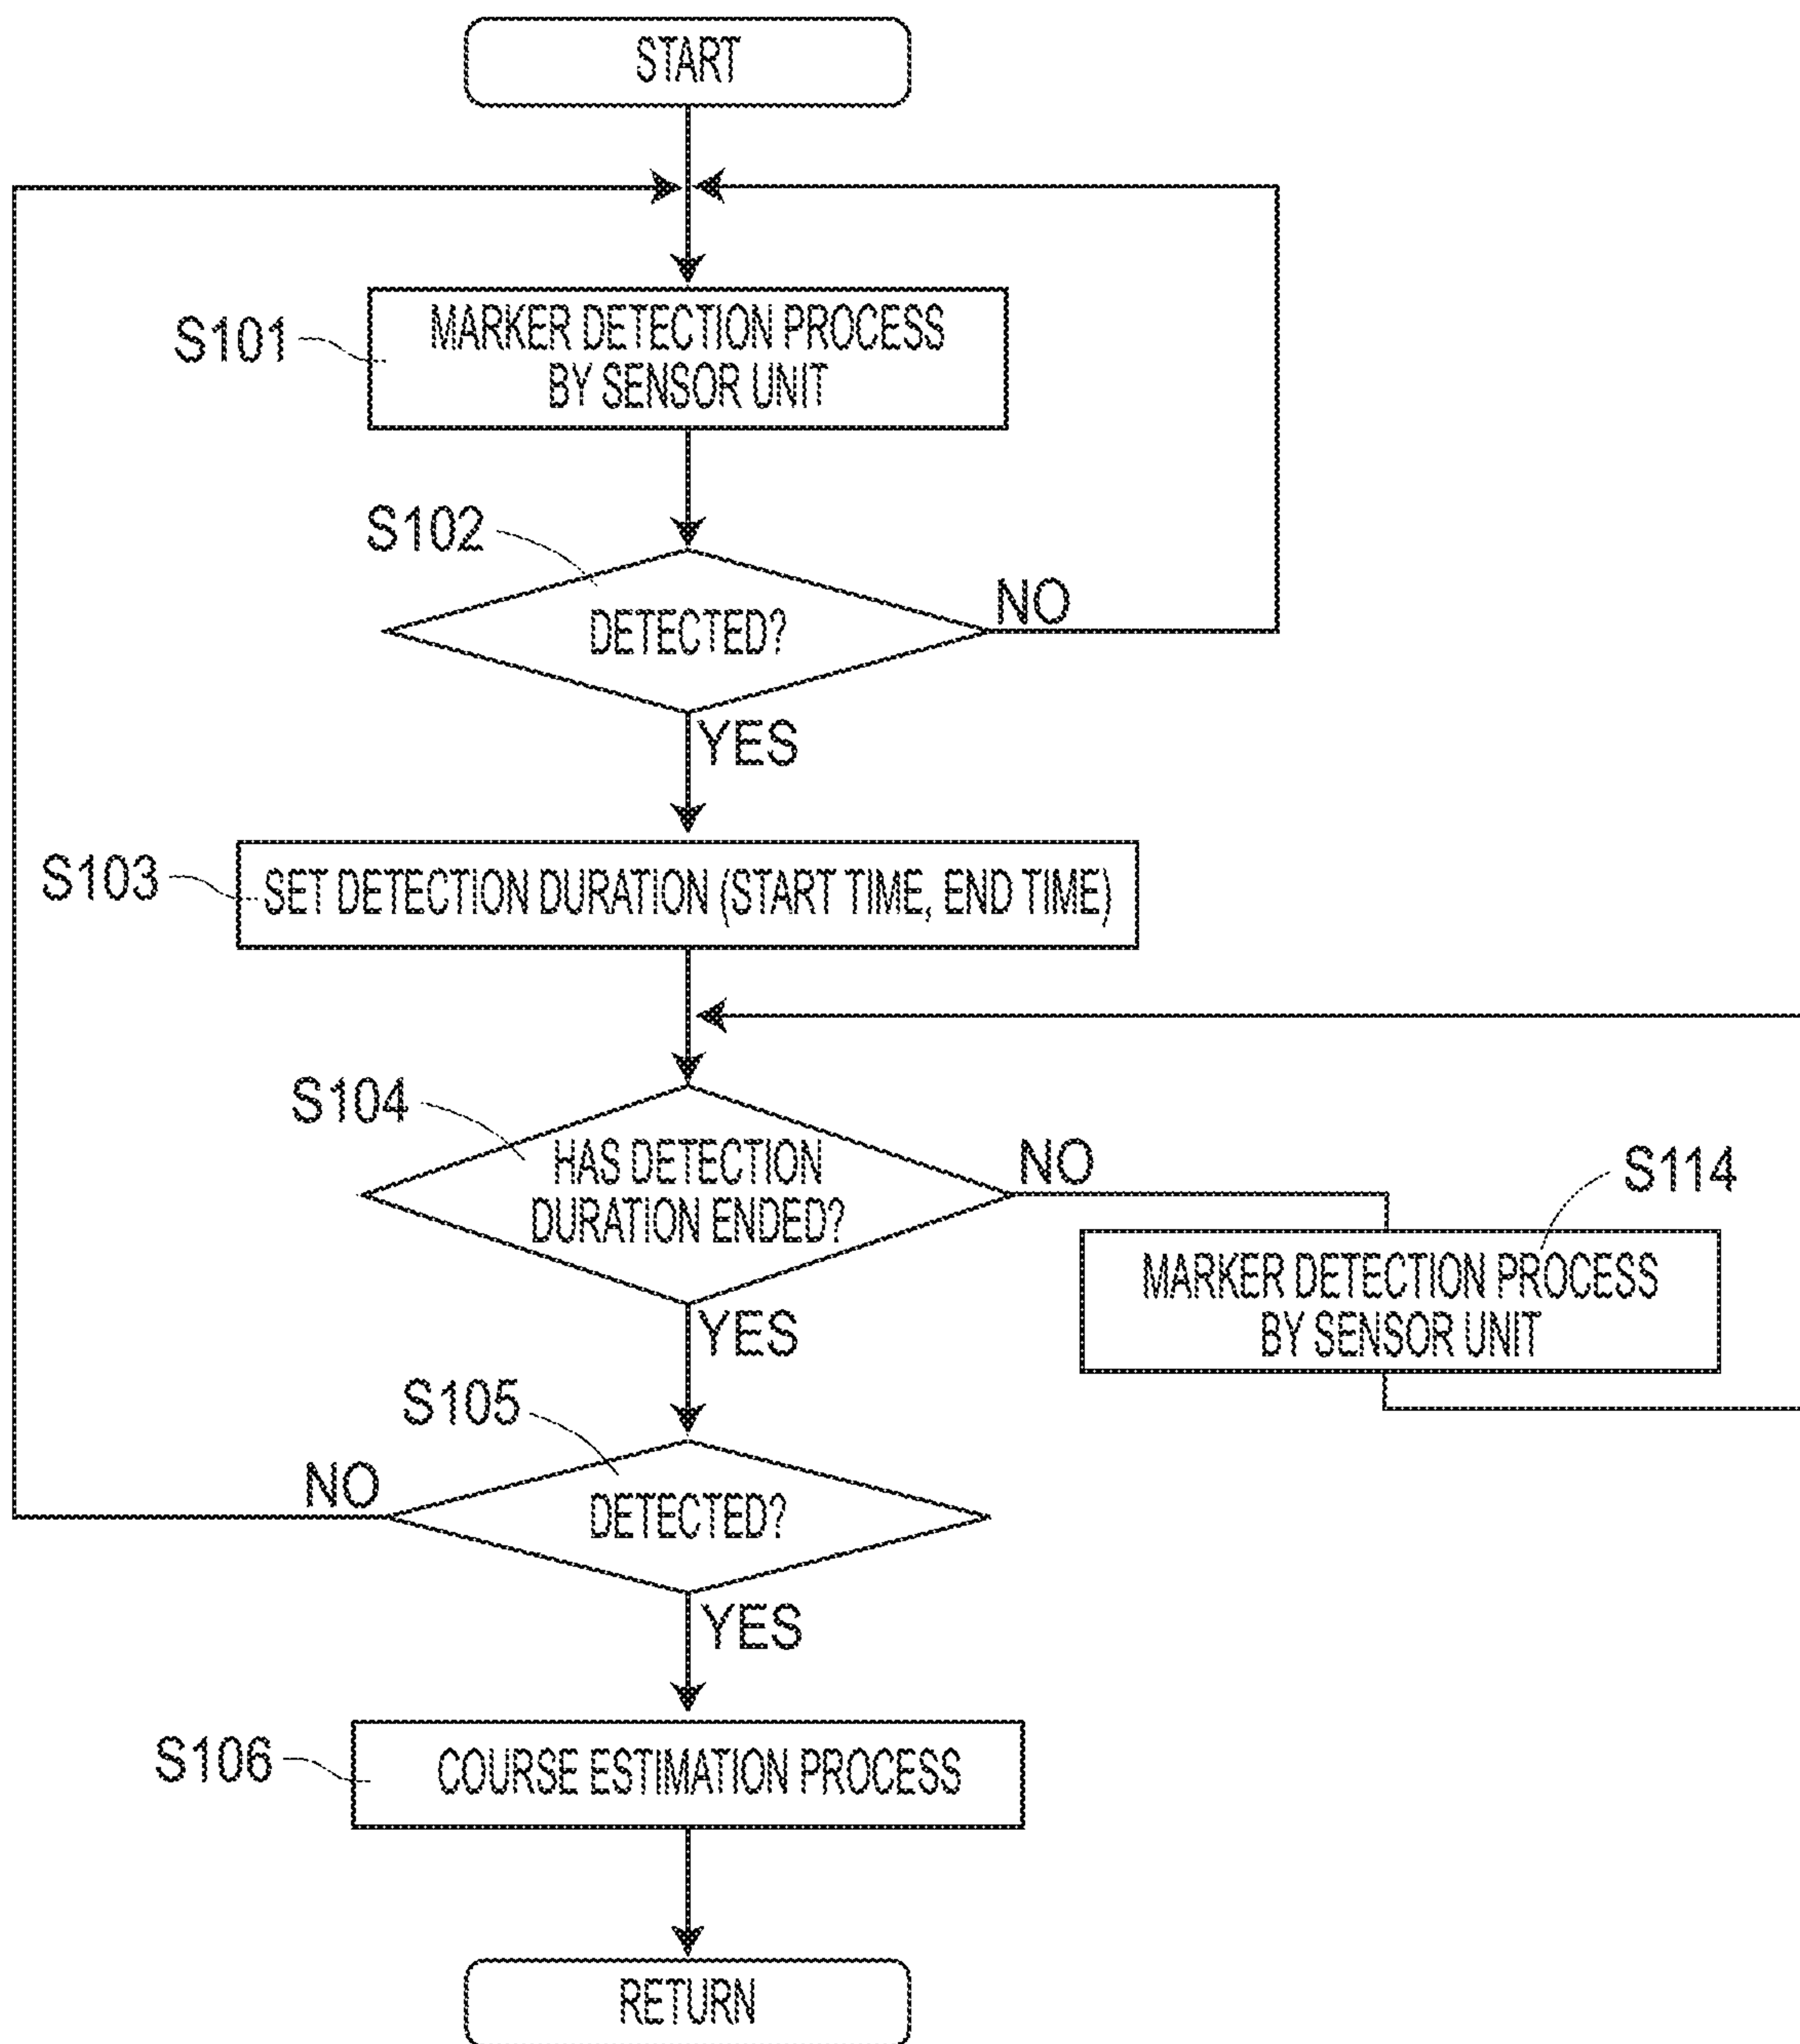 START
S101
MARKER DETECTION PROCESS
BY SENSOR UNIT
S102
DETECTED?
NO
YES
S103
SET DETECTION DURATION (START TIME, END TIME)
S104
HAS DETECTION
DURATION ENDED?
NO
S114
MARKER DETECTION PROCESS
BY SENSOR UNIT
YES
S105
NO
DETECTED?
YES
S106
COURSE ESTIMATION PROCESS
RETURN